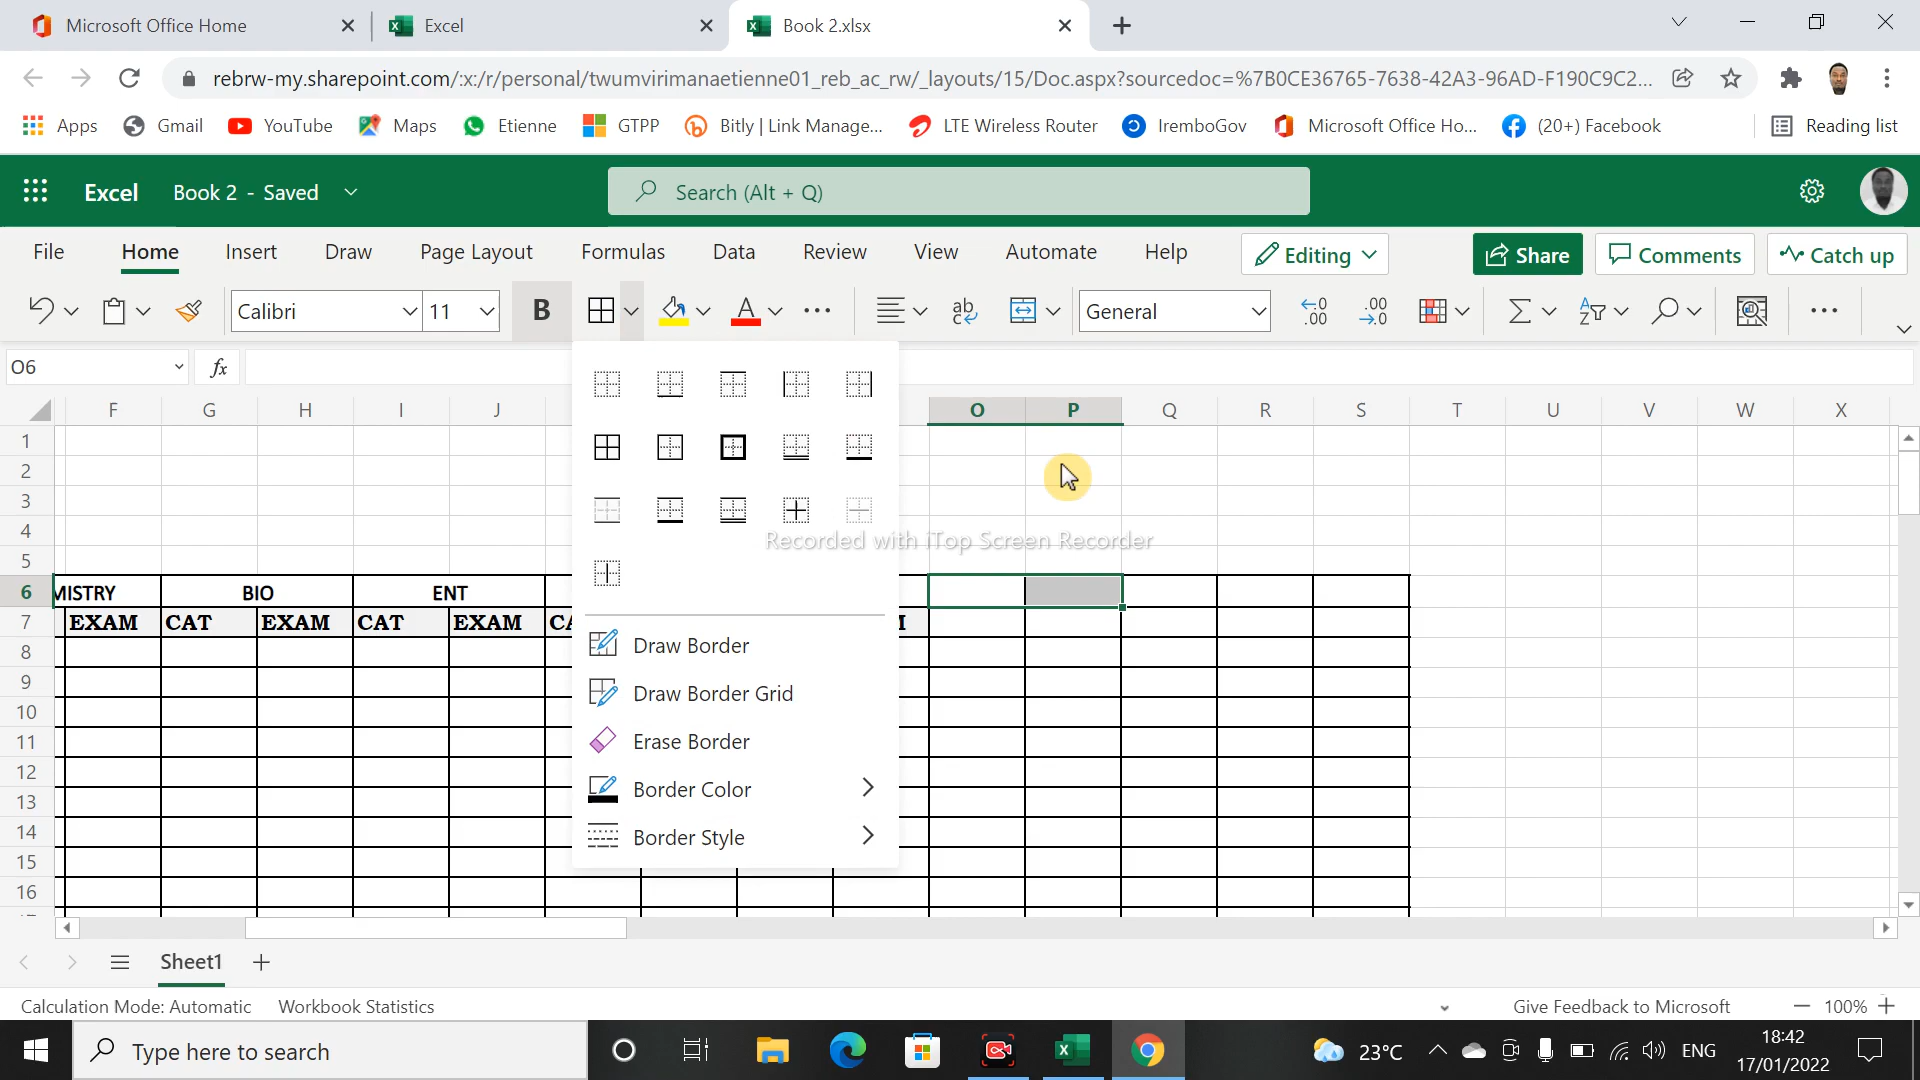 Microsoft Office Home
Excel
Book 2.xlsx
rebrw-my.sharepoint.com/:x:/r/personal/twumvirimanaetienne01_reb_ac_rw/_layouts/15/Doc.aspx?sourcedoc=%7B0CE36765-7638-42A3-96AD-F190C9C2...
Apps Gmail YouTube Maps Etienne GTPP Bitly | Link Manage... LTE Wireless Router IremboGov Microsoft Office Ho... (20+) Facebook Reading list
Excel Book 2 - Saved Search (Alt + Q)
File Home Insert Draw Page Layout Formulas Data Review View Automate Help Editing Share Comments Catch up
Calibri 11 B A ab General .00 .00
O6 fx
F G H I J O P Q R S T U V W X
1
2
3
4
Recorded with iTop Screen Recorder
5
6 MISTRY BIO ENT
7 EXAM CAT EXAM CAT EXAM
8
Draw Border
9
Draw Border Grid
10
11
Erase Border
12
Border Color
13
14
Border Style
15
16
Sheet1
Calculation Mode: Automatic Workbook Statistics Give Feedback to Microsoft 100%
Type here to search 23°C ENG 18:42
17/01/2022